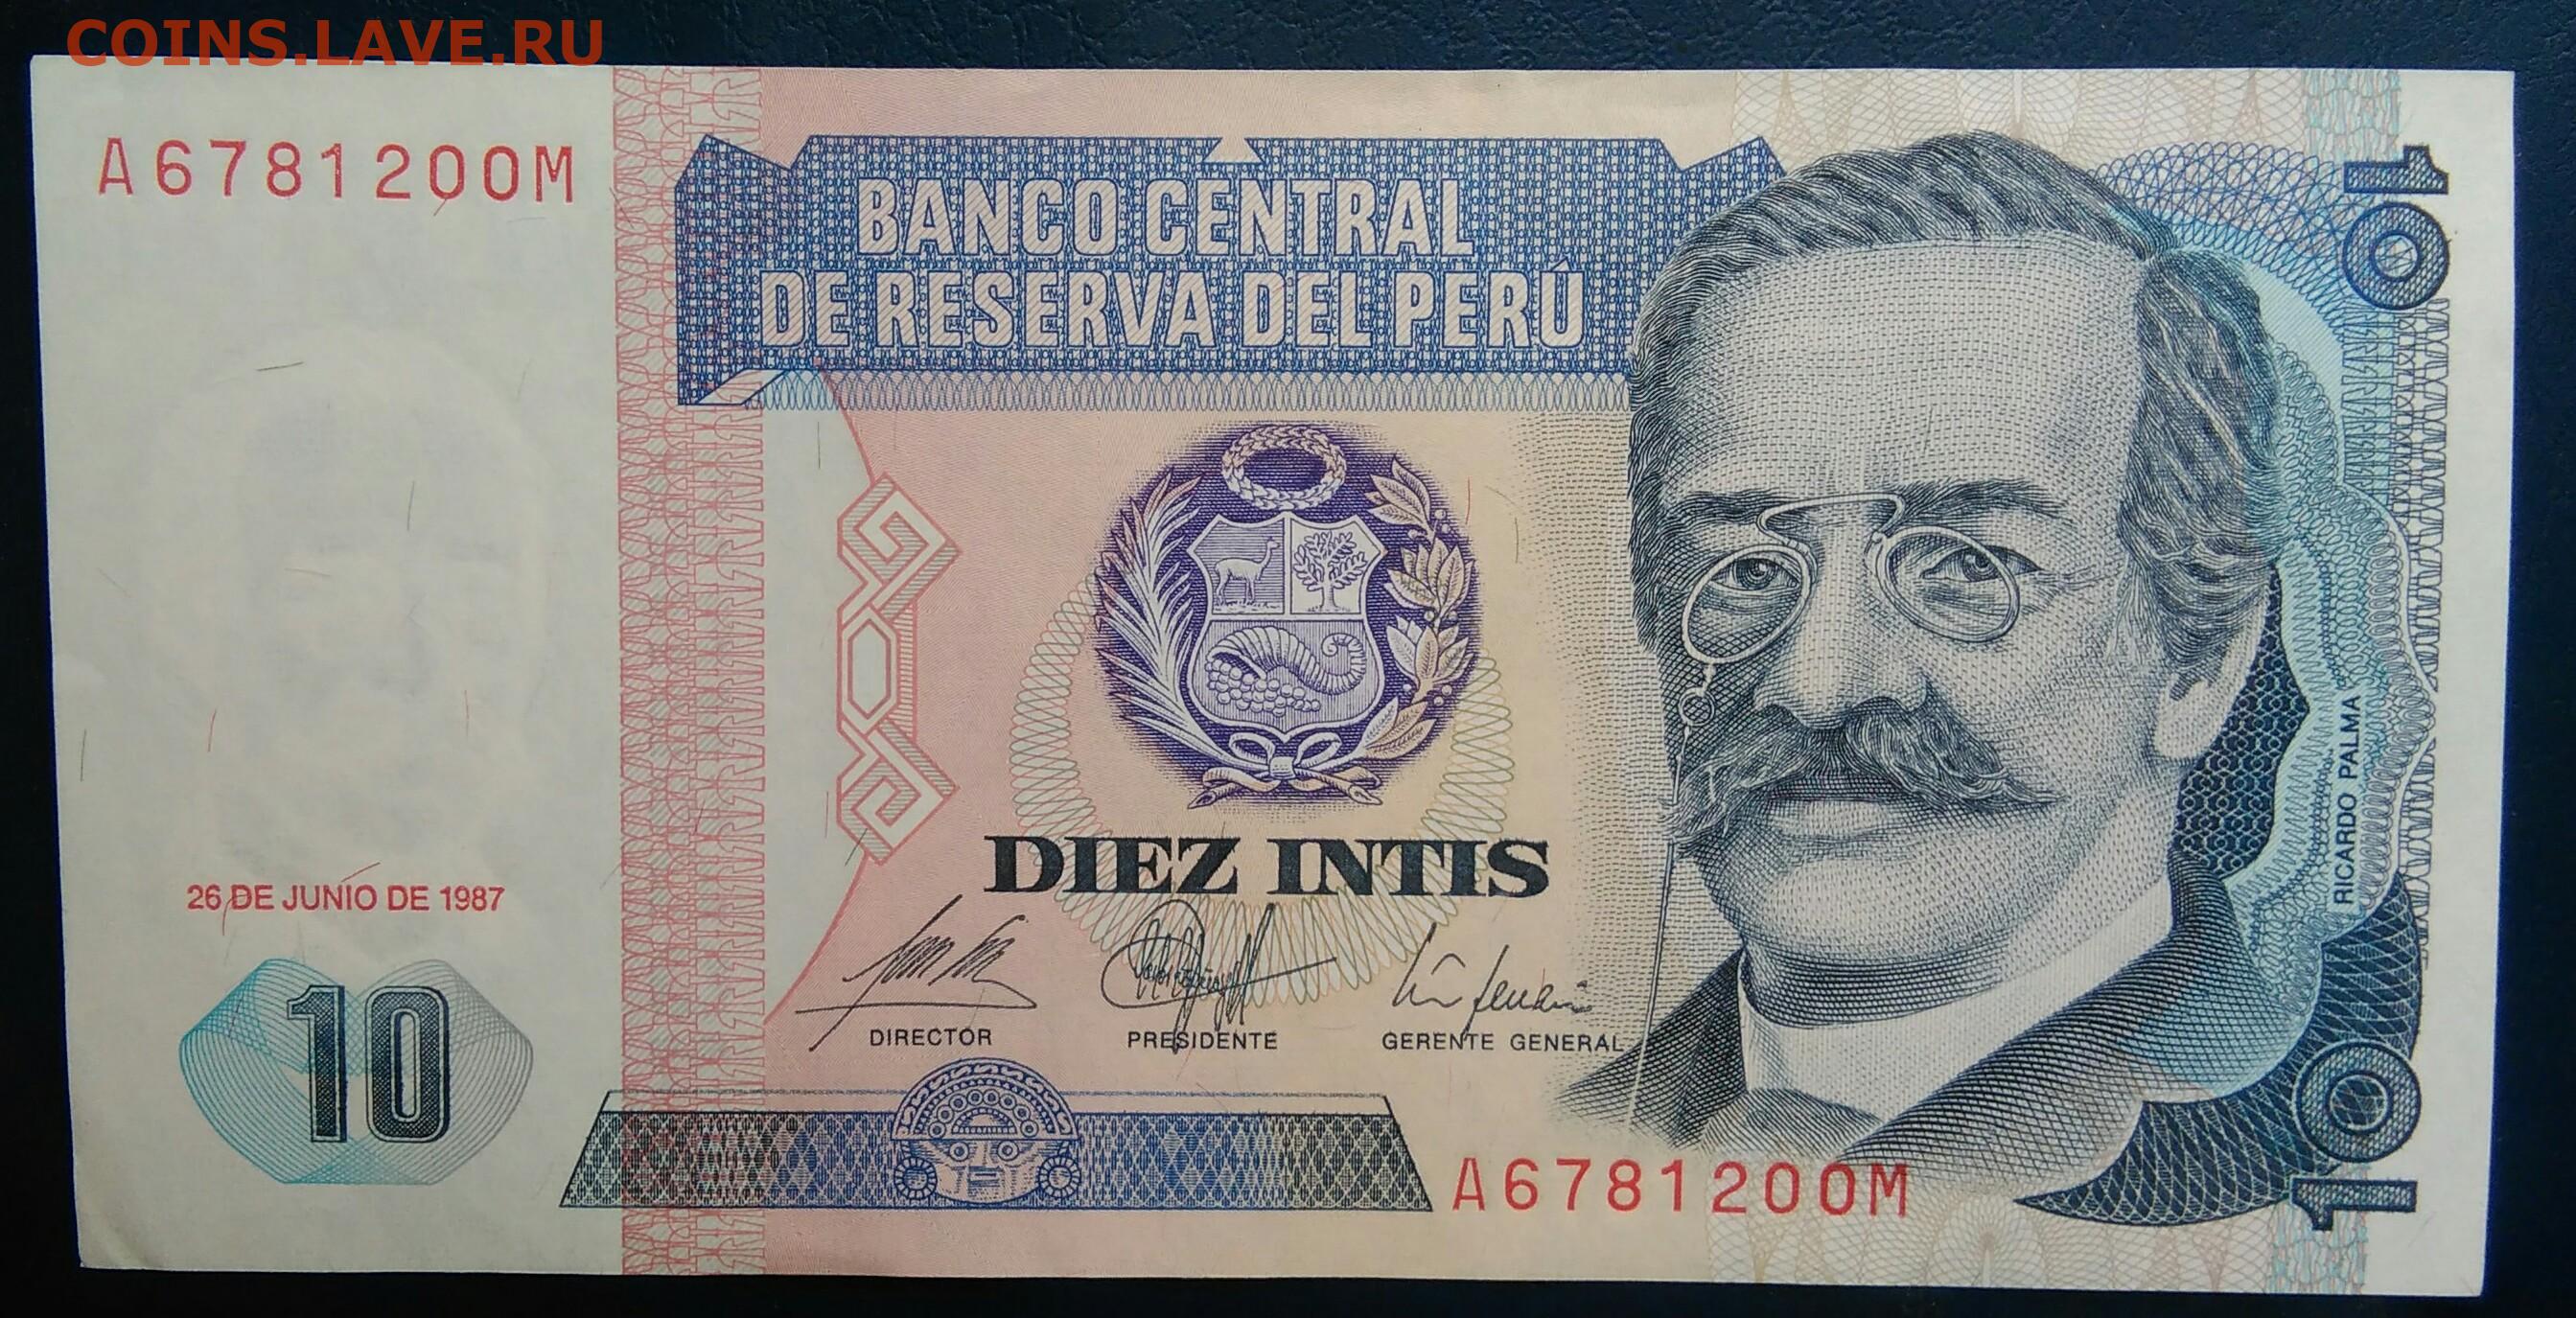 COINS.LAVE.RU
A6781200M
10
BANCO CENTRAL
DE RESERVA DEL PERÚ
DIEZ INTIS
RICARDO PALMA
26 DE JUNIO DE 1987
DIRECTOR
PRESIDENTE
GERENTE GENERAL
10
A6781200M
10